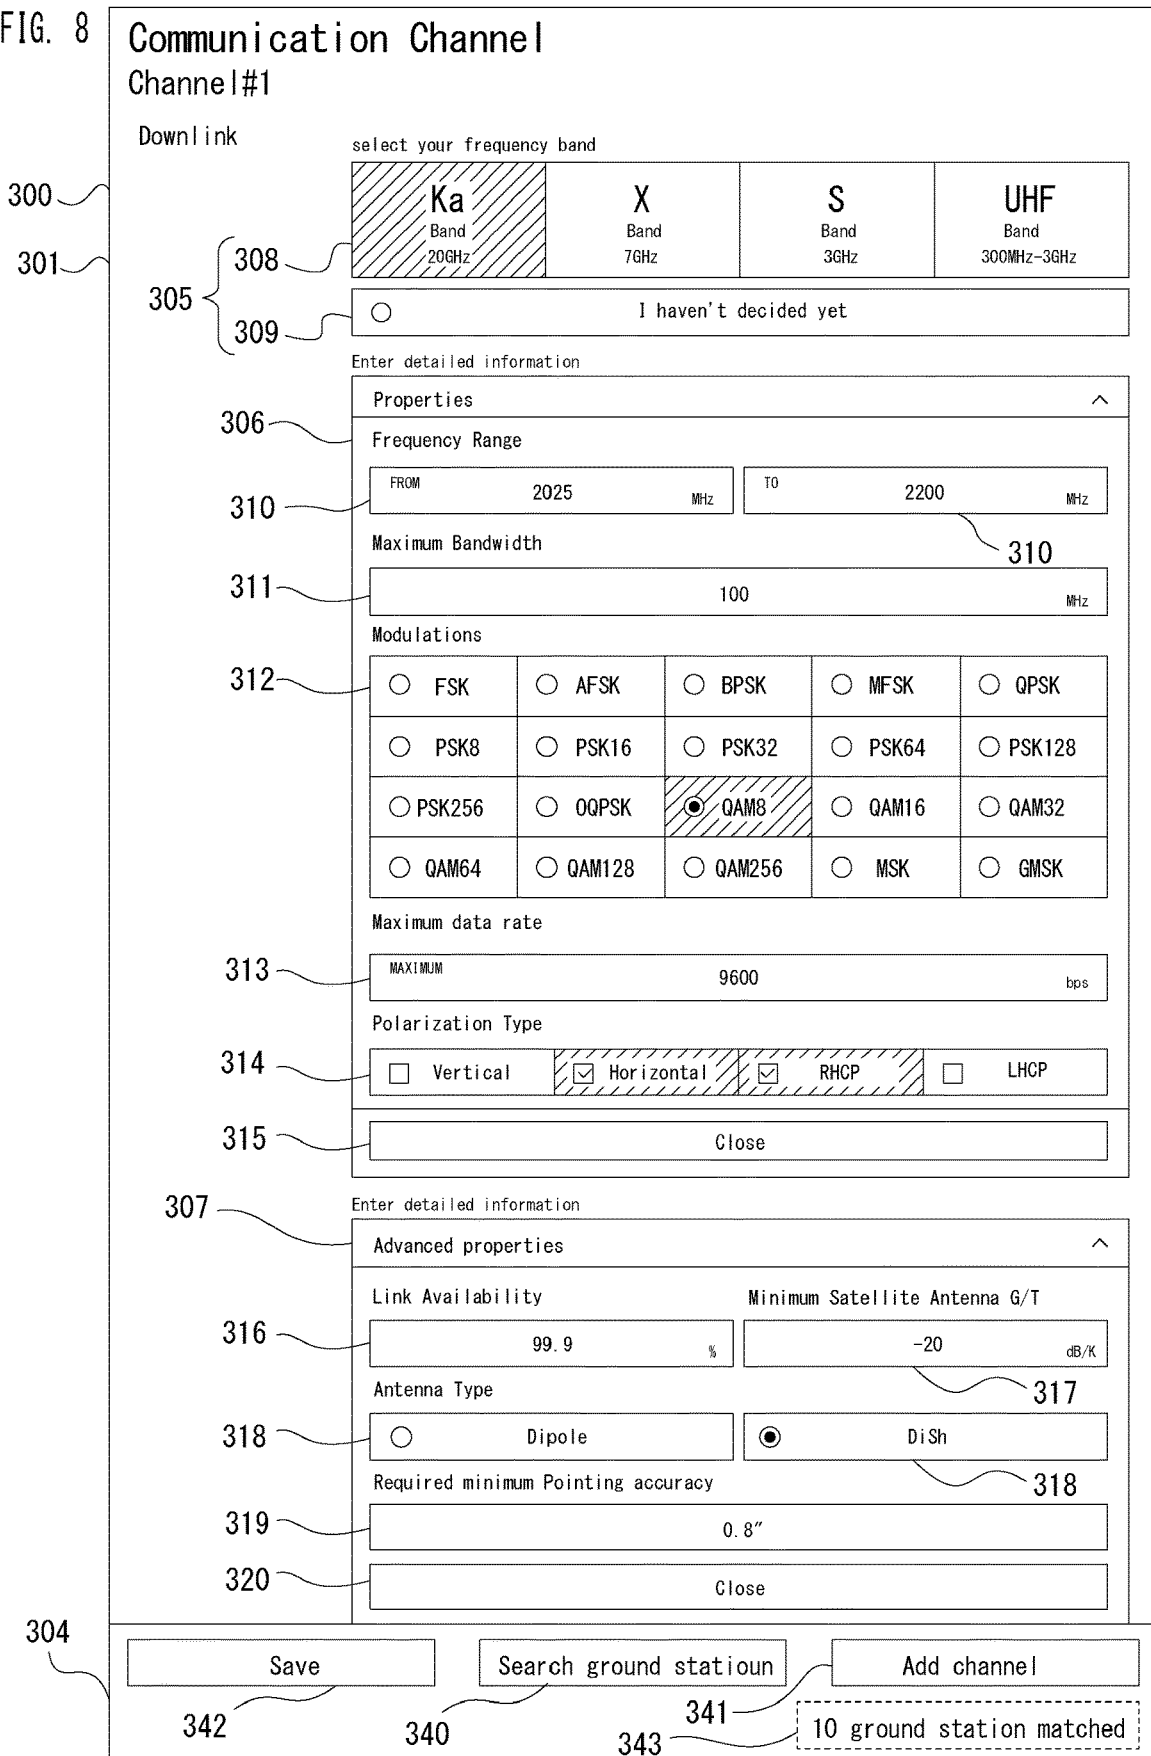 FIG. 8
Communication Channel
Channel#1
Downlink
select your frequency band
300
301
305
308
Ka X S UHF
Band Band Band Band
20GHz 7GHz 3GHz 300MHz-3GHz
309
I haven't decided yet
Enter detailed information
Properties
306
Frequency Range
310
FROM 2025 MHz TO 2200 MHz
310
Maximum Bandwidth
311
100 MHz
Modulations
312
FSK AFSK BPSK MFSK QPSK
PSK8 PSK16 PSK32 PSK64 PSK128
PSK256 OQPSK QAM8 QAM16 QAM32
QAM64 QAM128 QAM256 MSK GMSK
Maximum data rate
313
MAXIMUM 9600 bps
Polarization Type
314
Vertical Horizontal RHCP LHCP
315
Close
Enter detailed information
307
Advanced properties
Link Availability Minimum Satellite Antenna G/T
316
99.9 % -20 dB/K
317
Antenna Type
318
Dipole DiSh
318
Required minimum Pointing accuracy
319
0.8″
320
Close
304
Save Search ground statioun Add channel
342 340 341
343
10 ground station matched